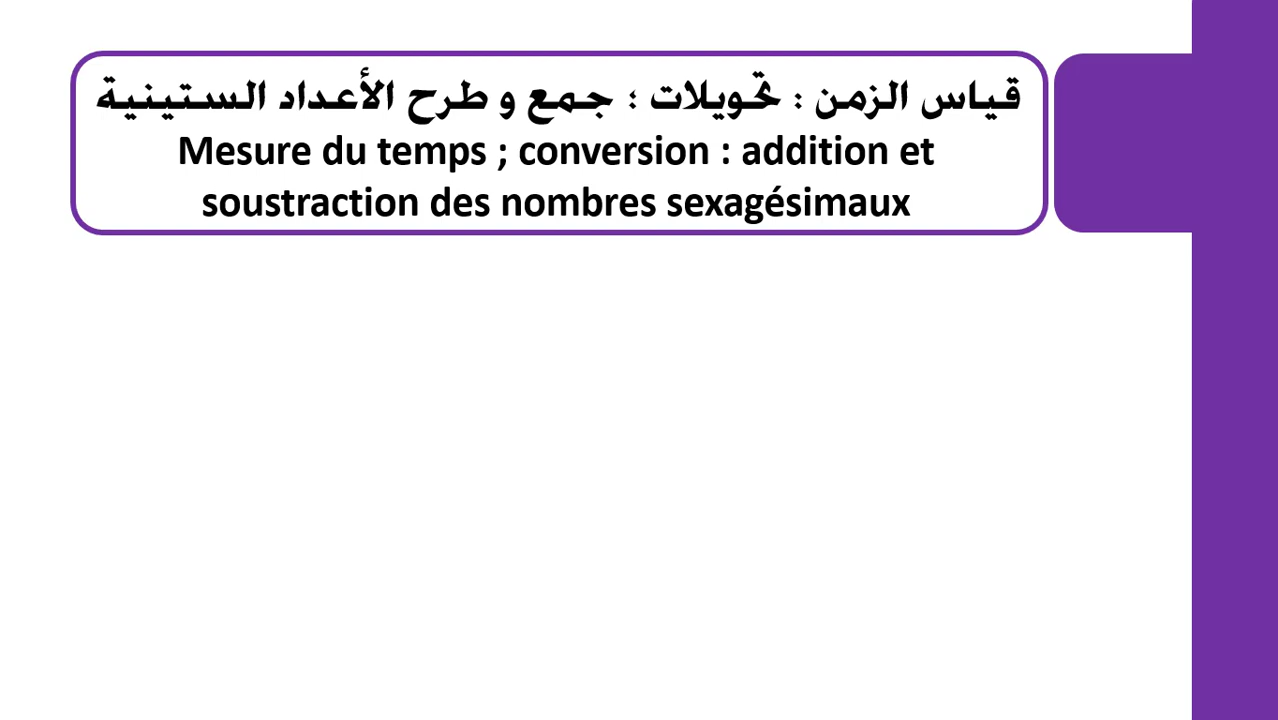 قياس الزمن : تحويلات ؛ جمع و طرح الأعداد الستينية
Mesure du temps ; conversion : addition et
soustraction des nombres sexagésimaux